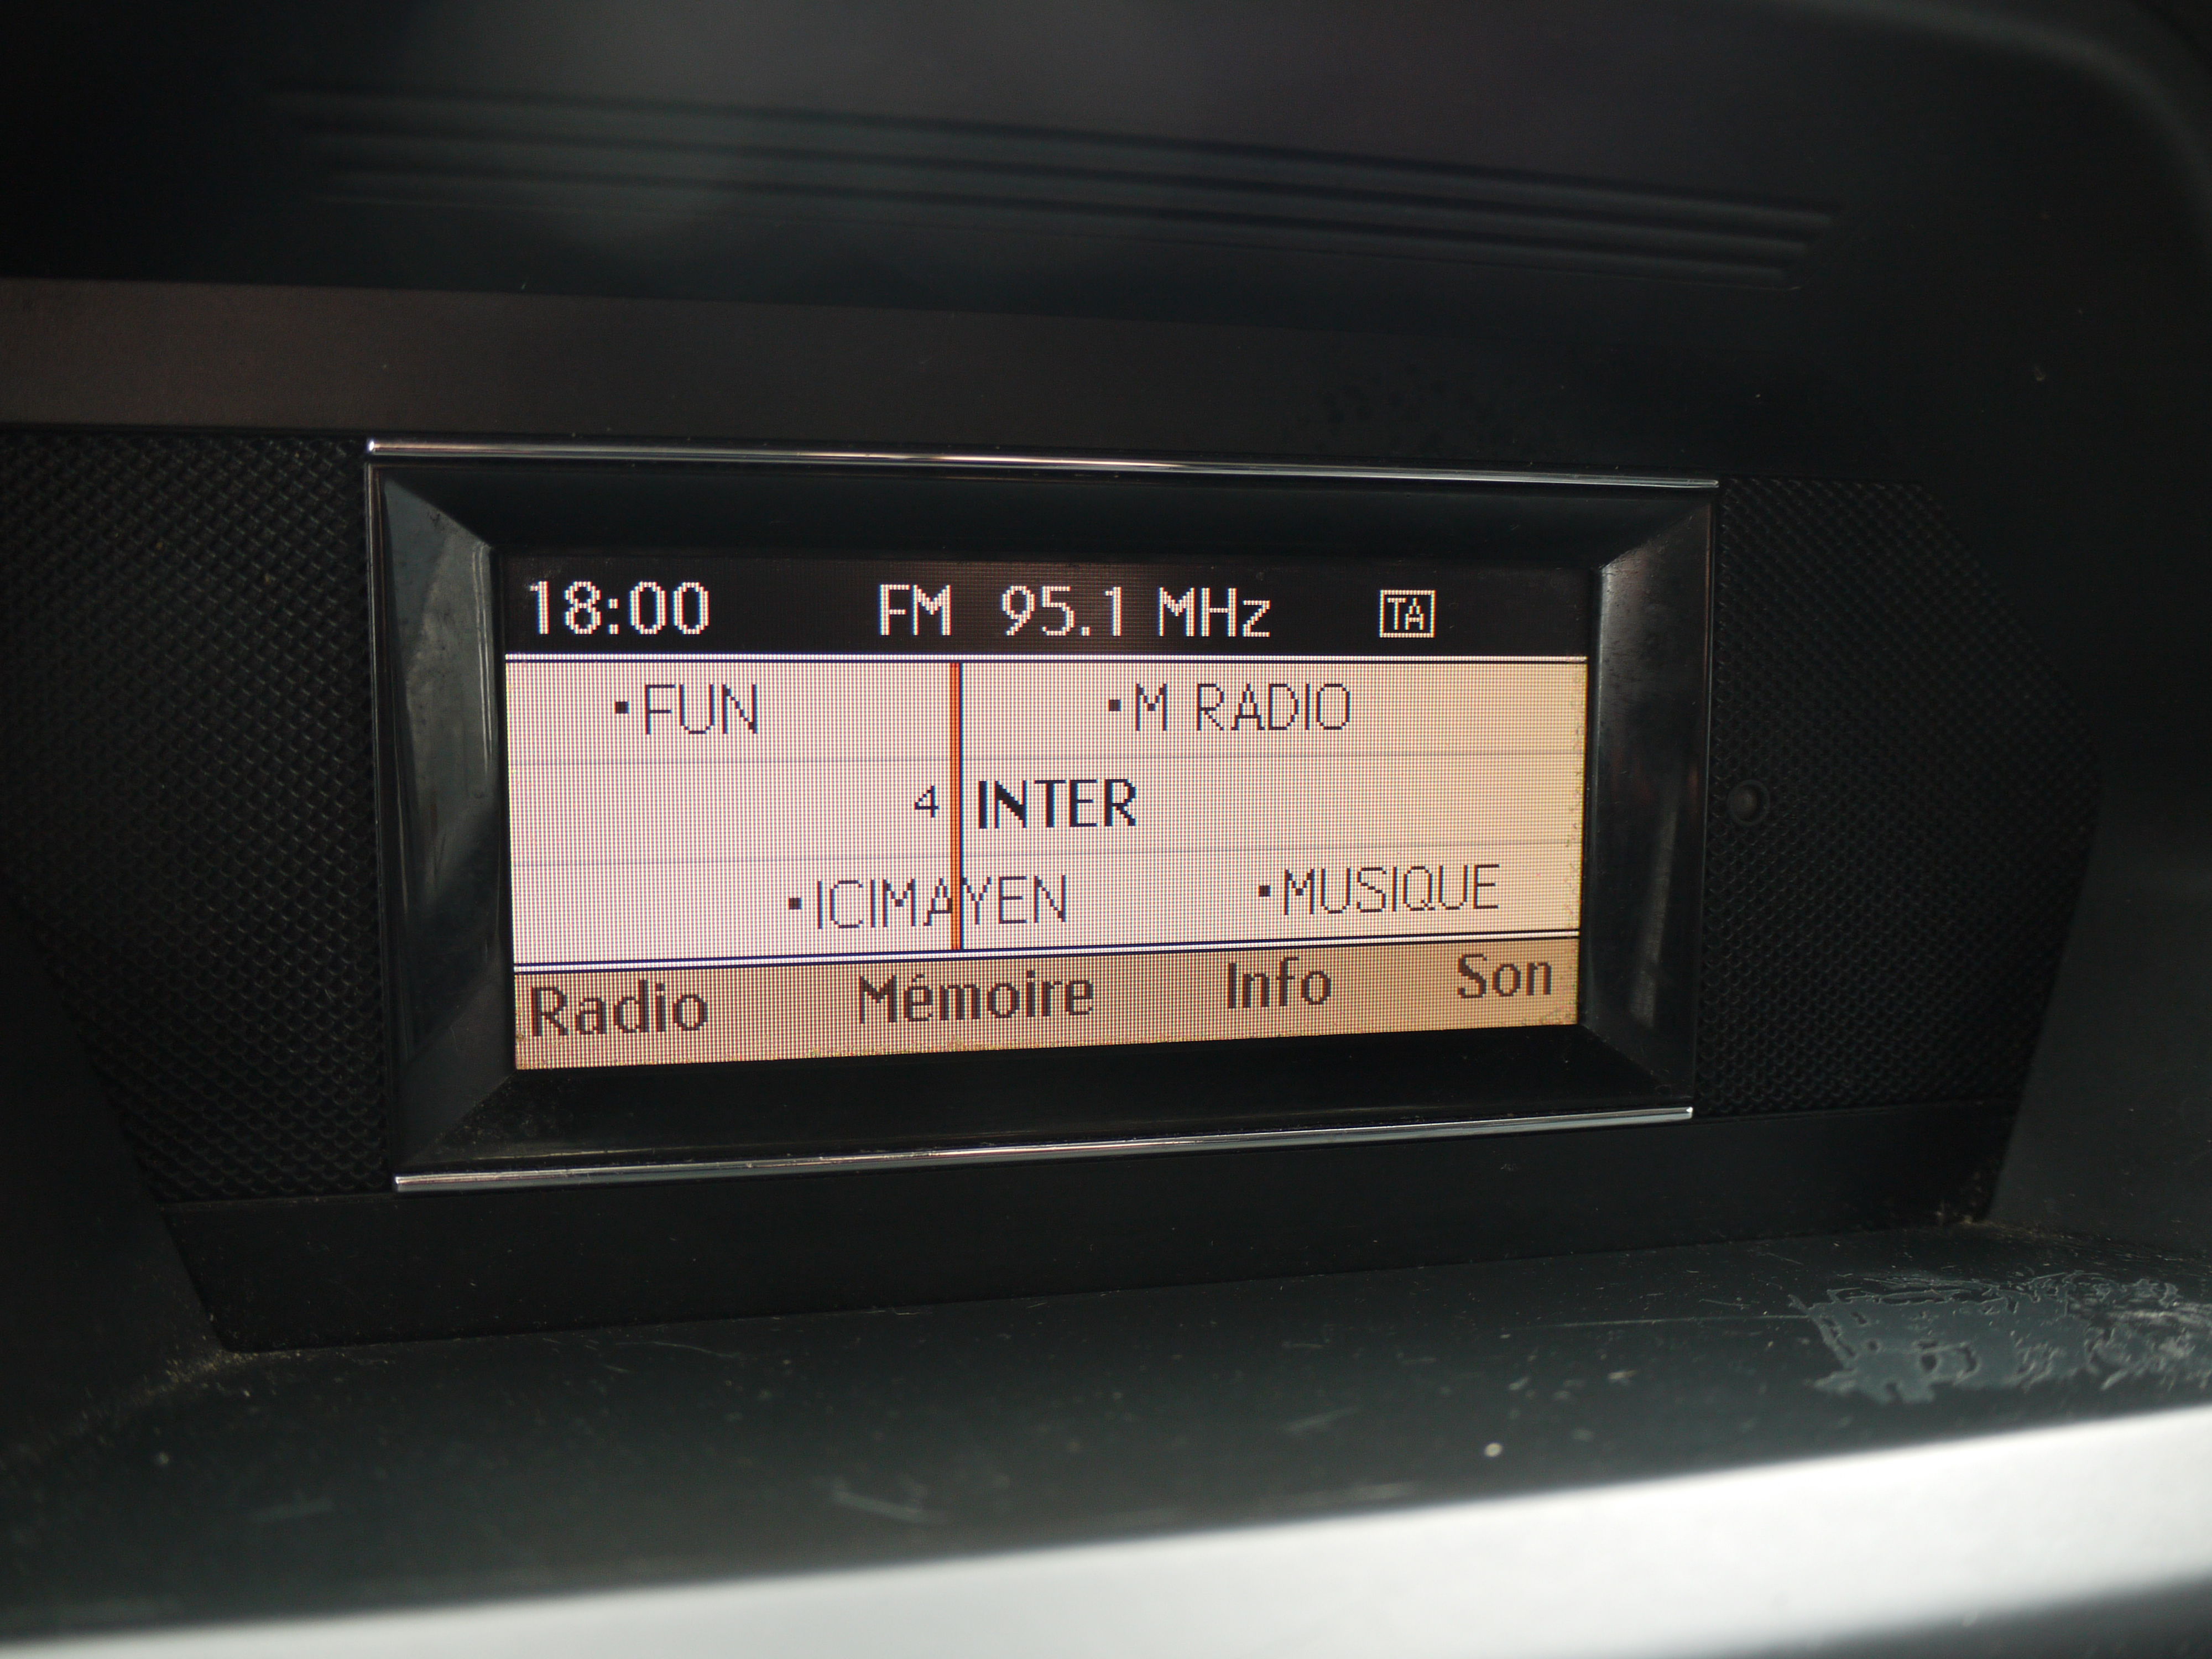 18:00 FM 95.1 MHz TA
▪FUN ▪M RADIO
4 INTER
▪ICIMAYEN ▪MUSIQUE
Radio Mémoire Info Son